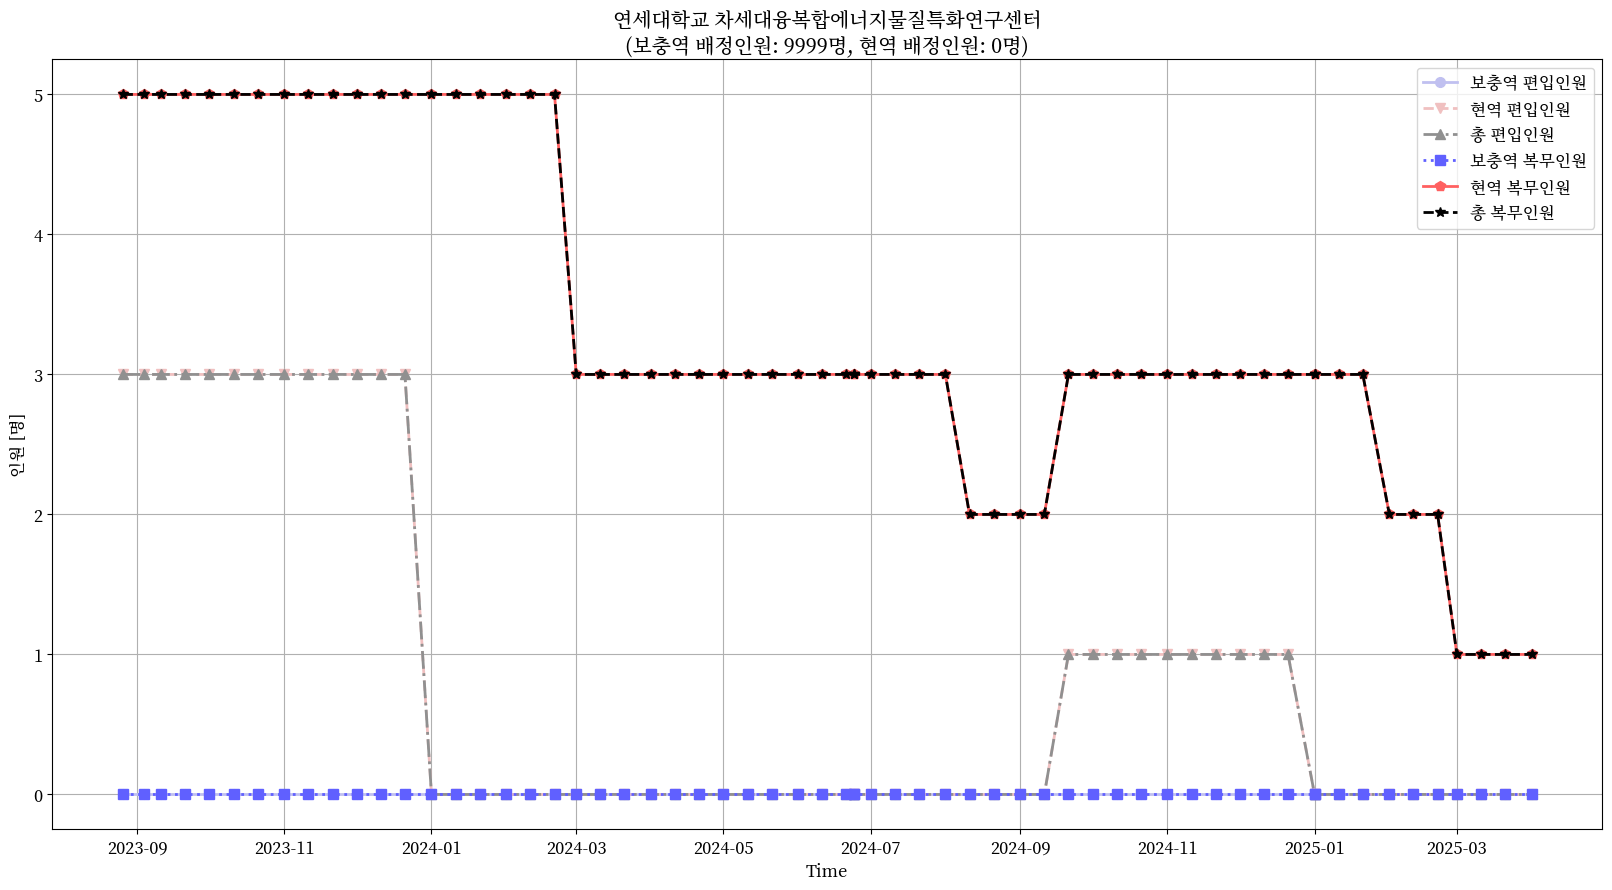 연세대학교 차세대융복합에너지물질특화연구센터
(보충역 배정인원: 9999명, 현역 배정인원: 0명)
보충역 편입인원
현역 편입인원
총 편입인원
보충역 복무인원
현역 복무인원
총 복무인원
인원 [명]
5
4
3
2
1
0
2023-09 2023-11 2024-01 2024-03 2024-05 2024-07 2024-09 2024-11 2025-01 2025-03
Time